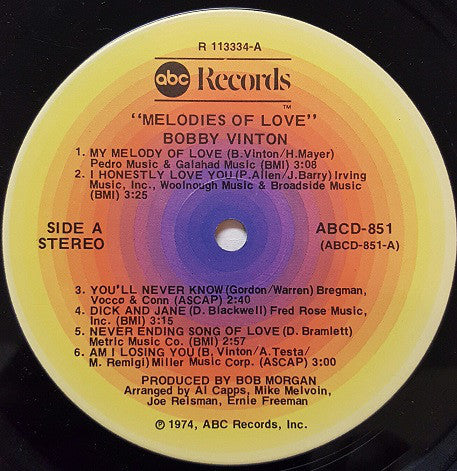 R 113334-A
abc Records
TM
"MELODIES OF LOVE"
BOBBY VINTON
1. MY MELODY OF LOVE (B.Vinton/H.Mayer)
Pedro Music & Galahad Music (BMI) 3:08
2. I HONESTLY LOVE YOU (P.Allen/J.Barry) Irving
Music, Inc., Woolnough Music & Broadside Music
(BMI) 3:25
SIDE A
STEREO
ABCD-851
(ABCD-851-A)
3. YOU'LL NEVER KNOW (Gordon/Warren) Bregman,
Vocco & Conn (ASCAP) 2:40
4. DICK AND JANE (D. Blackwell) Fred Rose Music,
Inc. (BMI) 3:15
5. NEVER ENDING SONG OF LOVE (D. Bramlett)
Metric Music Co. (BMI) 2:57
6. AM I LOSING YOU (B. Vinton/A. Testa/
M. Remigi) Miller Music Corp. (ASCAP) 3:00
PRODUCED BY BOB MORGAN
Arranged by Al Capps, Mike Melvoin,
Joe Reisman, Ernie Freeman
℗ 1974, ABC Records, Inc.